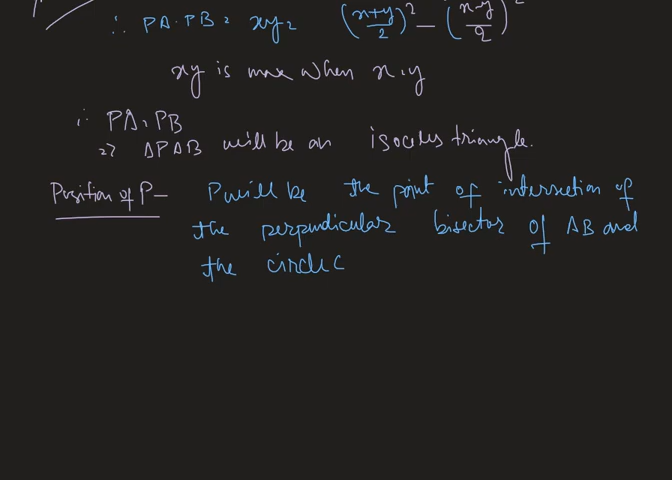 ∴ PA·PB = xy = (x+y/2)² − (x−y/2)²
xy is max when x = y
∴ PA = PB
⇒ ΔPAB will be an isoceles triangle.
Position of P – P will be the point of intersection of
the perpendicular bisector of AB and
the circle C